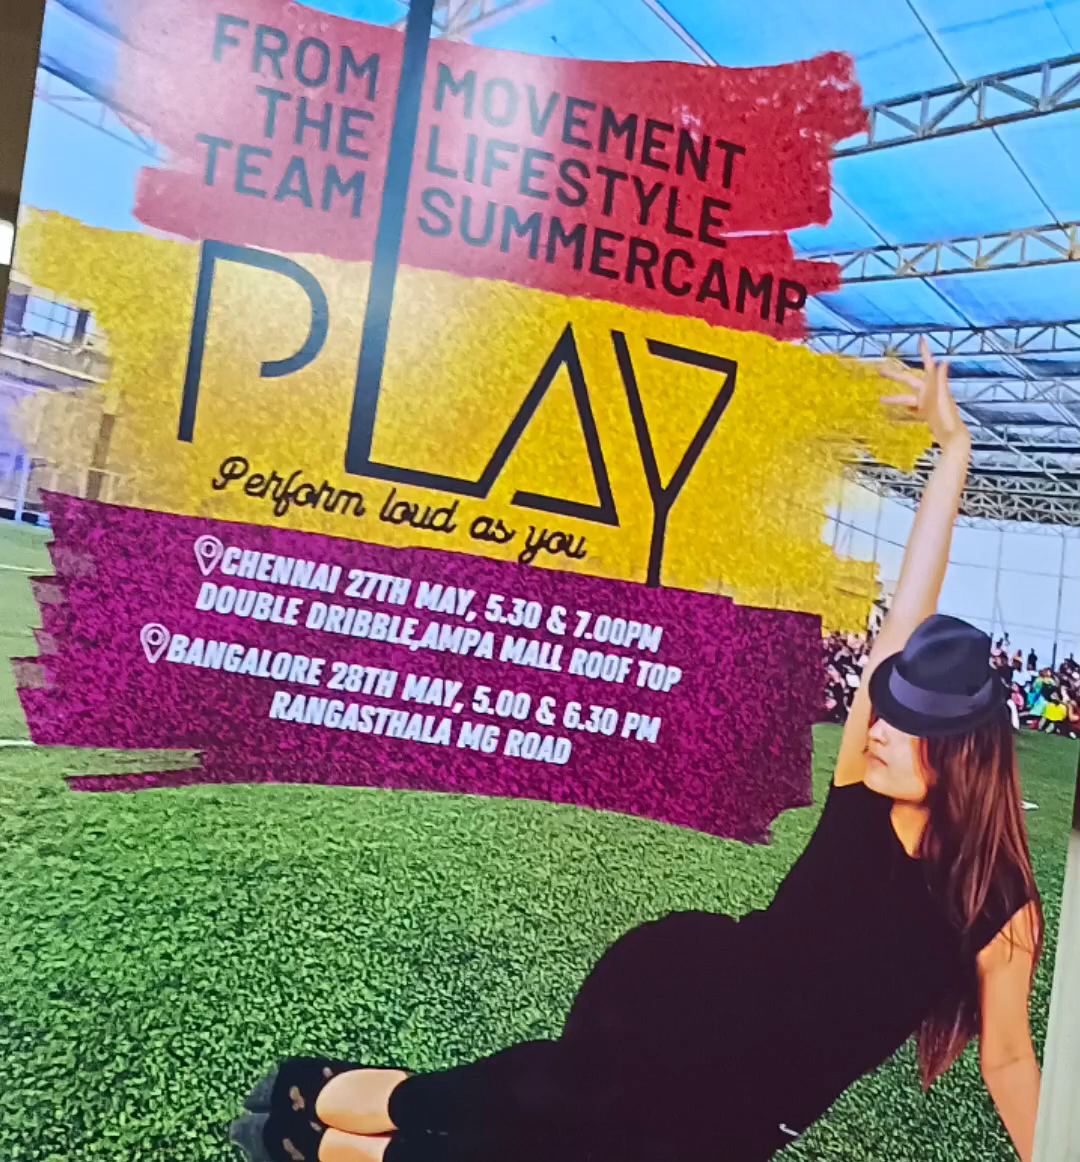 FROM THE TEAM
MOVEMENT
LIFESTYLE
SUMMERCAMP
PLAY
Perform loud as you
CHENNAI 27TH MAY, 5.30 & 7.00PM
DOUBLE DRIBBLE,AMPA MALL ROOF TOP
BANGALORE 28TH MAY, 5.00 & 6.30 PM
RANGASTHALA MG ROAD